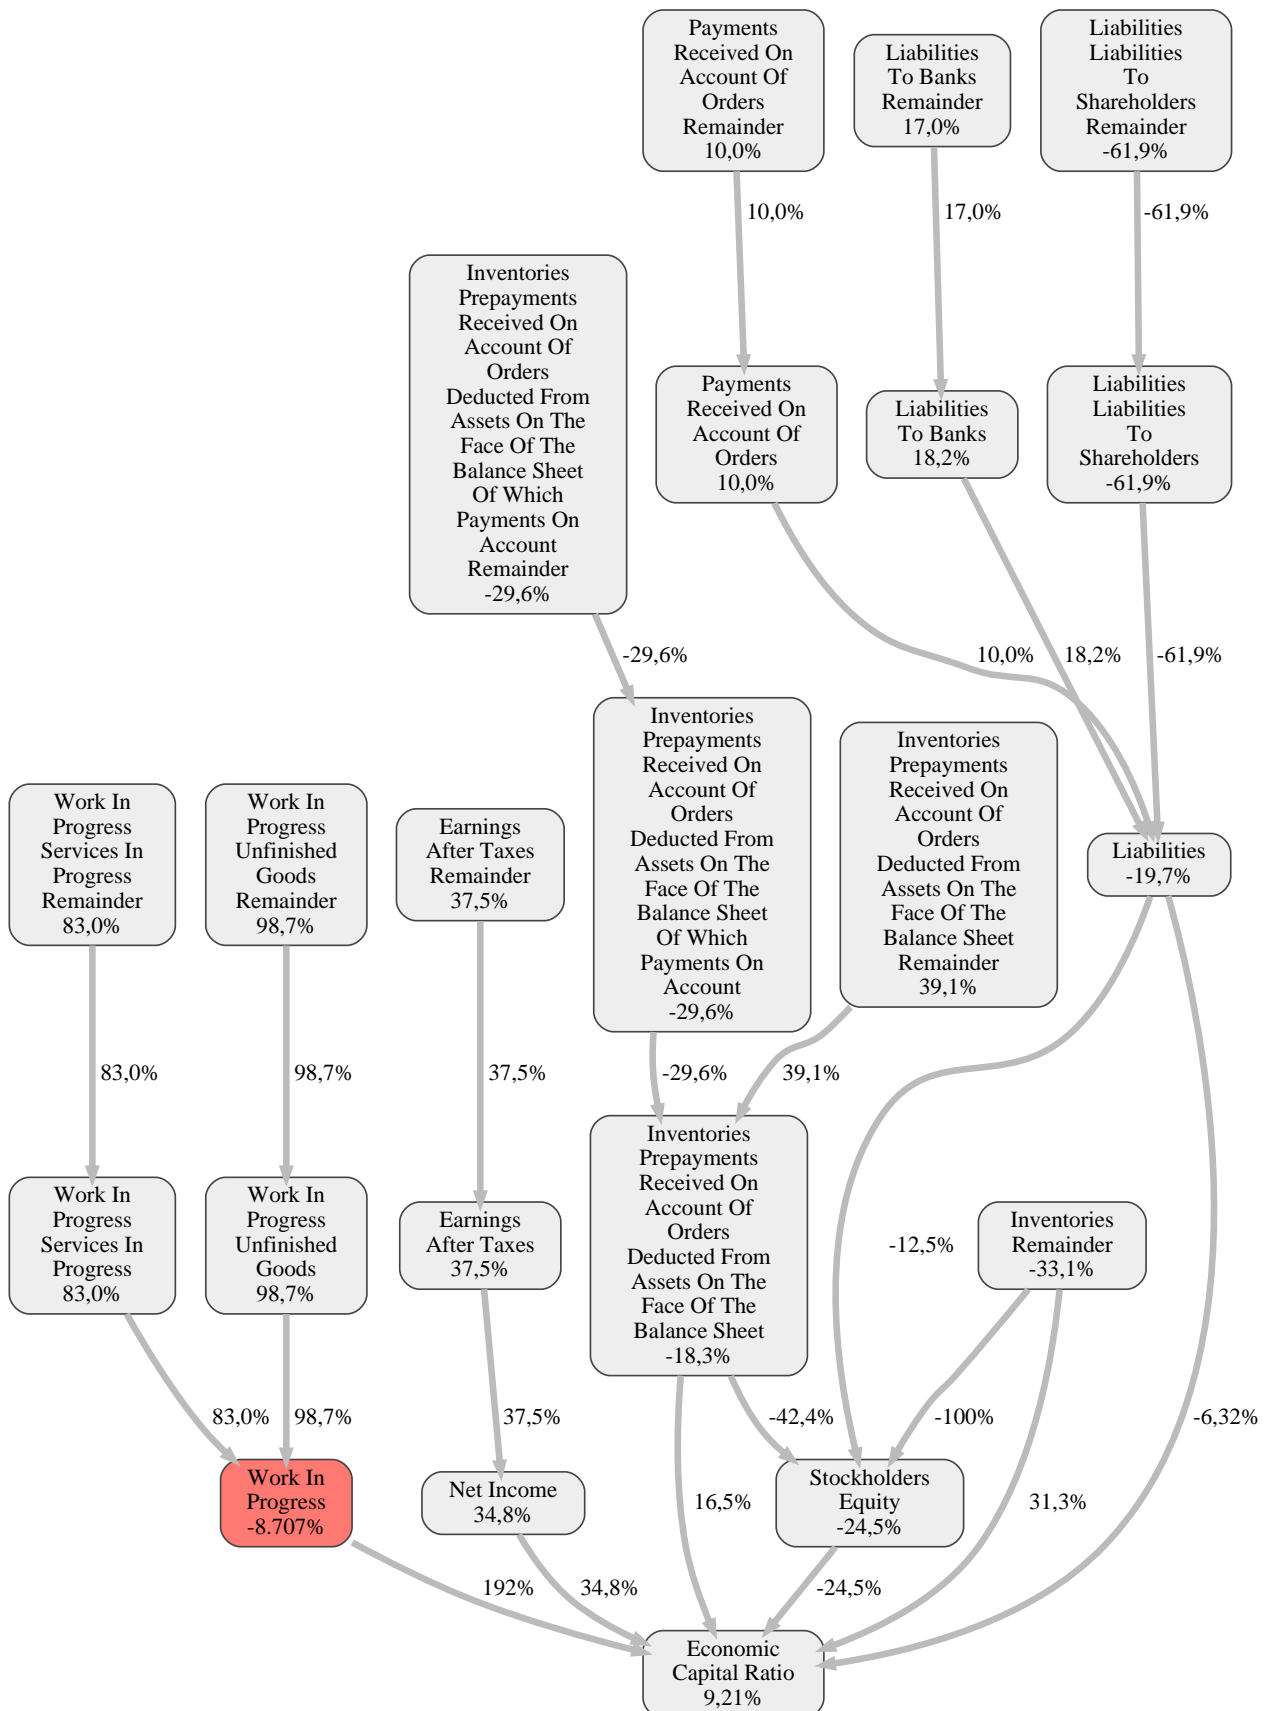 Payments
Received On
Account Of
Orders
Remainder
10,0%
Liabilities
To Banks
Remainder
17,0%
Liabilities
Liabilities
To
Shareholders
Remainder
-61,9%
10,0%
17,0%
-61,9%
Inventories
Prepayments
Received On
Account Of
Orders
Deducted From
Assets On The
Face Of The
Balance Sheet
Of Which
Payments On
Account
Remainder
-29,6%
Payments
Received On
Account Of
Orders
10,0%
Liabilities
To Banks
18,2%
Liabilities
Liabilities
To
Shareholders
-61,9%
-29,6%
10,0%
18,2%
-61,9%
Work In
Progress
Services In
Progress
Remainder
83,0%
Work In
Progress
Unfinished
Goods
Remainder
98,7%
Earnings
After Taxes
Remainder
37,5%
Inventories
Prepayments
Received On
Account Of
Orders
Deducted From
Assets On The
Face Of The
Balance Sheet
Of Which
Payments On
Account
-29,6%
Inventories
Prepayments
Received On
Account Of
Orders
Deducted From
Assets On The
Face Of The
Balance Sheet
Remainder
39,1%
Liabilities
-19,7%
83,0%
98,7%
37,5%
-29,6%
39,1%
Work In
Progress
Services In
Progress
83,0%
Work In
Progress
Unfinished
Goods
98,7%
Earnings
After Taxes
37,5%
Inventories
Prepayments
Received On
Account Of
Orders
Deducted From
Assets On The
Face Of The
Balance Sheet
-18,3%
-12,5%
Inventories
Remainder
-33,1%
83,0%
98,7%
37,5%
-42,4%
-100%
-6,32%
Work In
Progress
-8.707%
Net Income
34,8%
16,5%
Stockholders
Equity
-24,5%
31,3%
192%
34,8%
-24,5%
Economic
Capital Ratio
9,21%